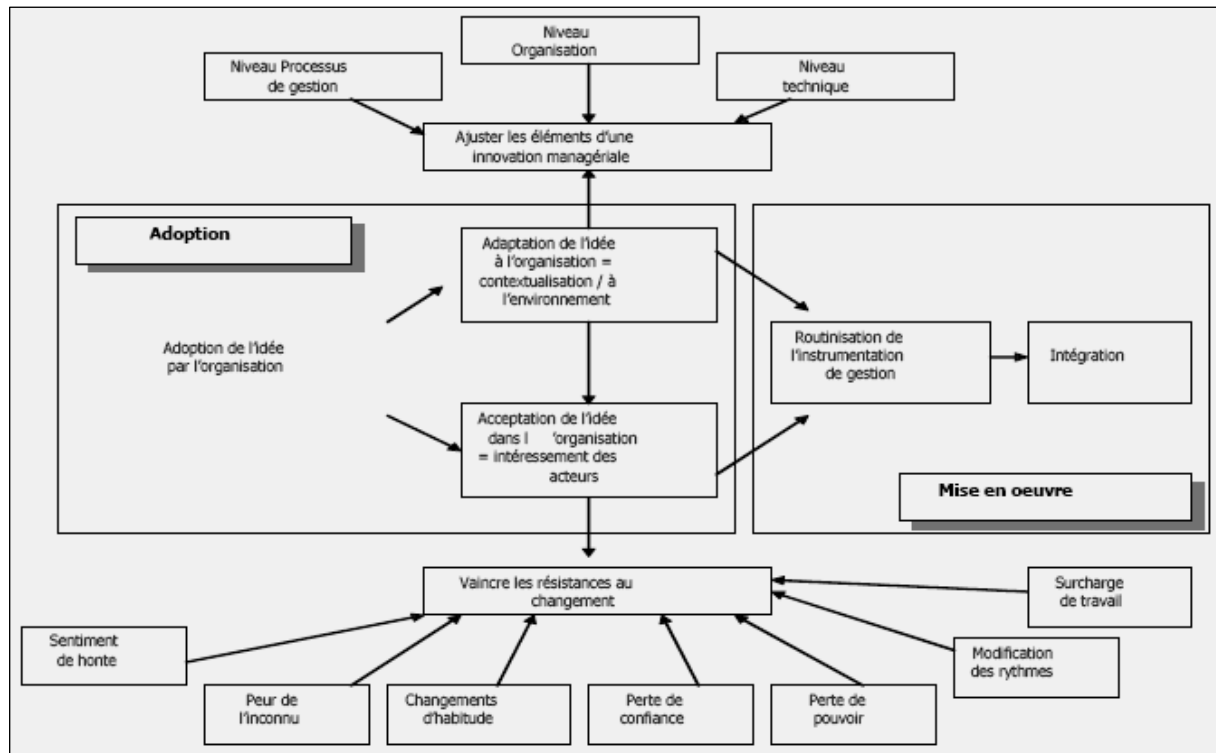 Niveau
Organisation
Niveau Processus
de gestion
Niveau
technique
Ajuster les éléments d'une
innovation managériale
Adoption
Adaptation de l'idée
à l'organisation =
contextualisation / à
l'environnement
Adoption de l'idée
par l'organisation
Routinisation de
l'instrumentation
de gestion
Intégration
Acceptation de l'idée
dans l 'organisation
= intéressement des
acteurs
Mise en oeuvre
Vaincre les résistances au
changement
Surcharge
de travail
Sentiment
de honte
Modification
des rythmes
Peur de
l'inconnu
Changements
d'habitude
Perte de
confiance
Perte de
pouvoir